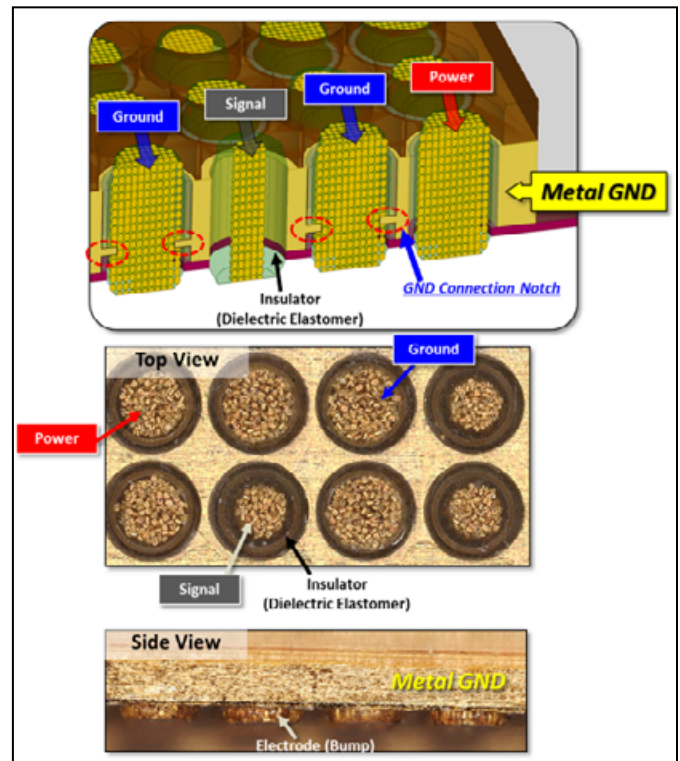 Power
Ground
Signal
Ground
Metal GND
GND Connection Notch
Insulator
(Dielectric Elastomer)
Top View
Ground
Power
Signal
Insulator
(Dielectric Elastomer)
Side View
Metal GND
Electrode (Bump)